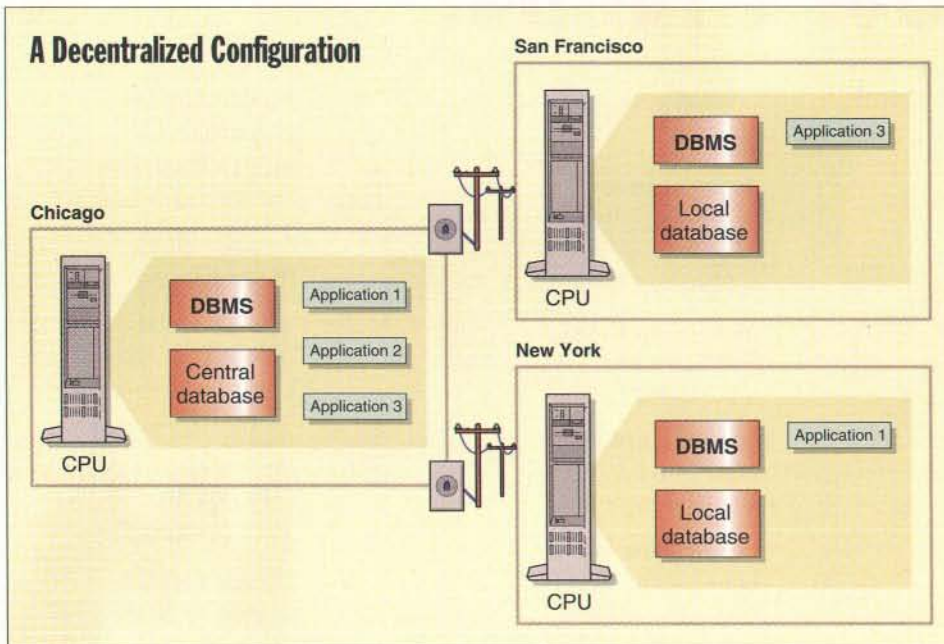 A Decentralized Configuration
San Francisco
DBMS
Application 3
Local
database
CPU
Chicago
DBMS
Application 1
Central
database
Application 2
Application 3
CPU
New York
DBMS
Application 1
Local
database
CPU